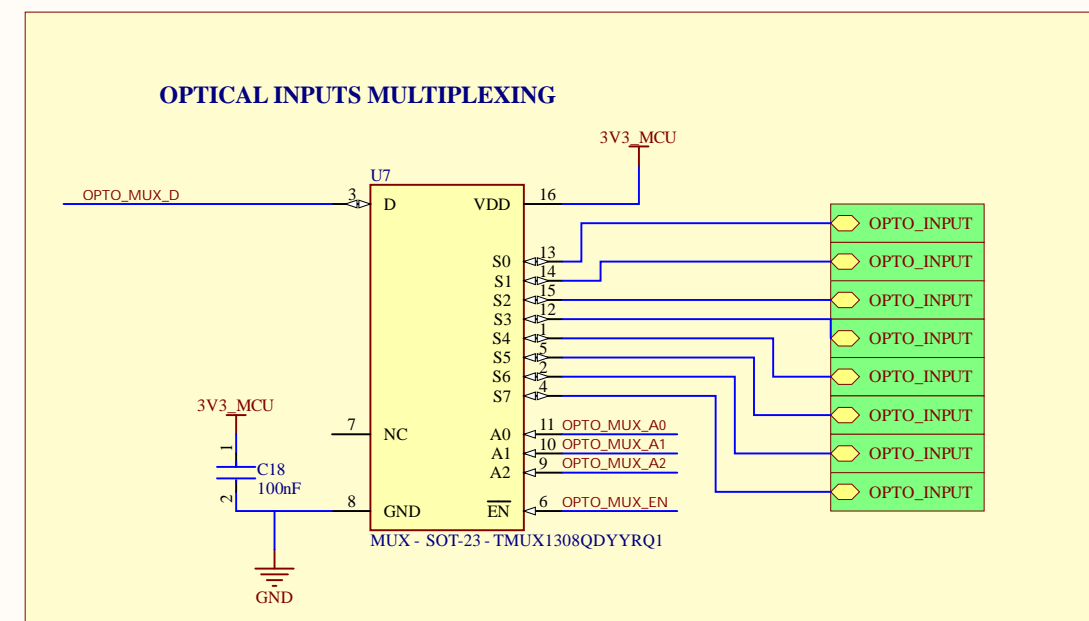 OPTICAL INPUTS MULTIPLEXING
3V3_MCU
U7
OPTO_MUX_D
3
D
VDD
16
OPTO_INPUT
S0
13
OPTO_INPUT
S1
14
S2
15
OPTO_INPUT
S3
12
S4
1
OPTO_INPUT
S5
5
S6
2
OPTO_INPUT
S7
4
OPTO_INPUT
3V3_MCU
7
NC
A0
11
OPTO_MUX_A0
1
A1
10
OPTO_MUX_A1
OPTO_INPUT
C18
A2
9
OPTO_MUX_A2
100nF
2
8
GND
EN
6
OPTO_MUX_EN
OPTO_INPUT
MUX - SOT-23 - TMUX1308QDYYRQ1
GND